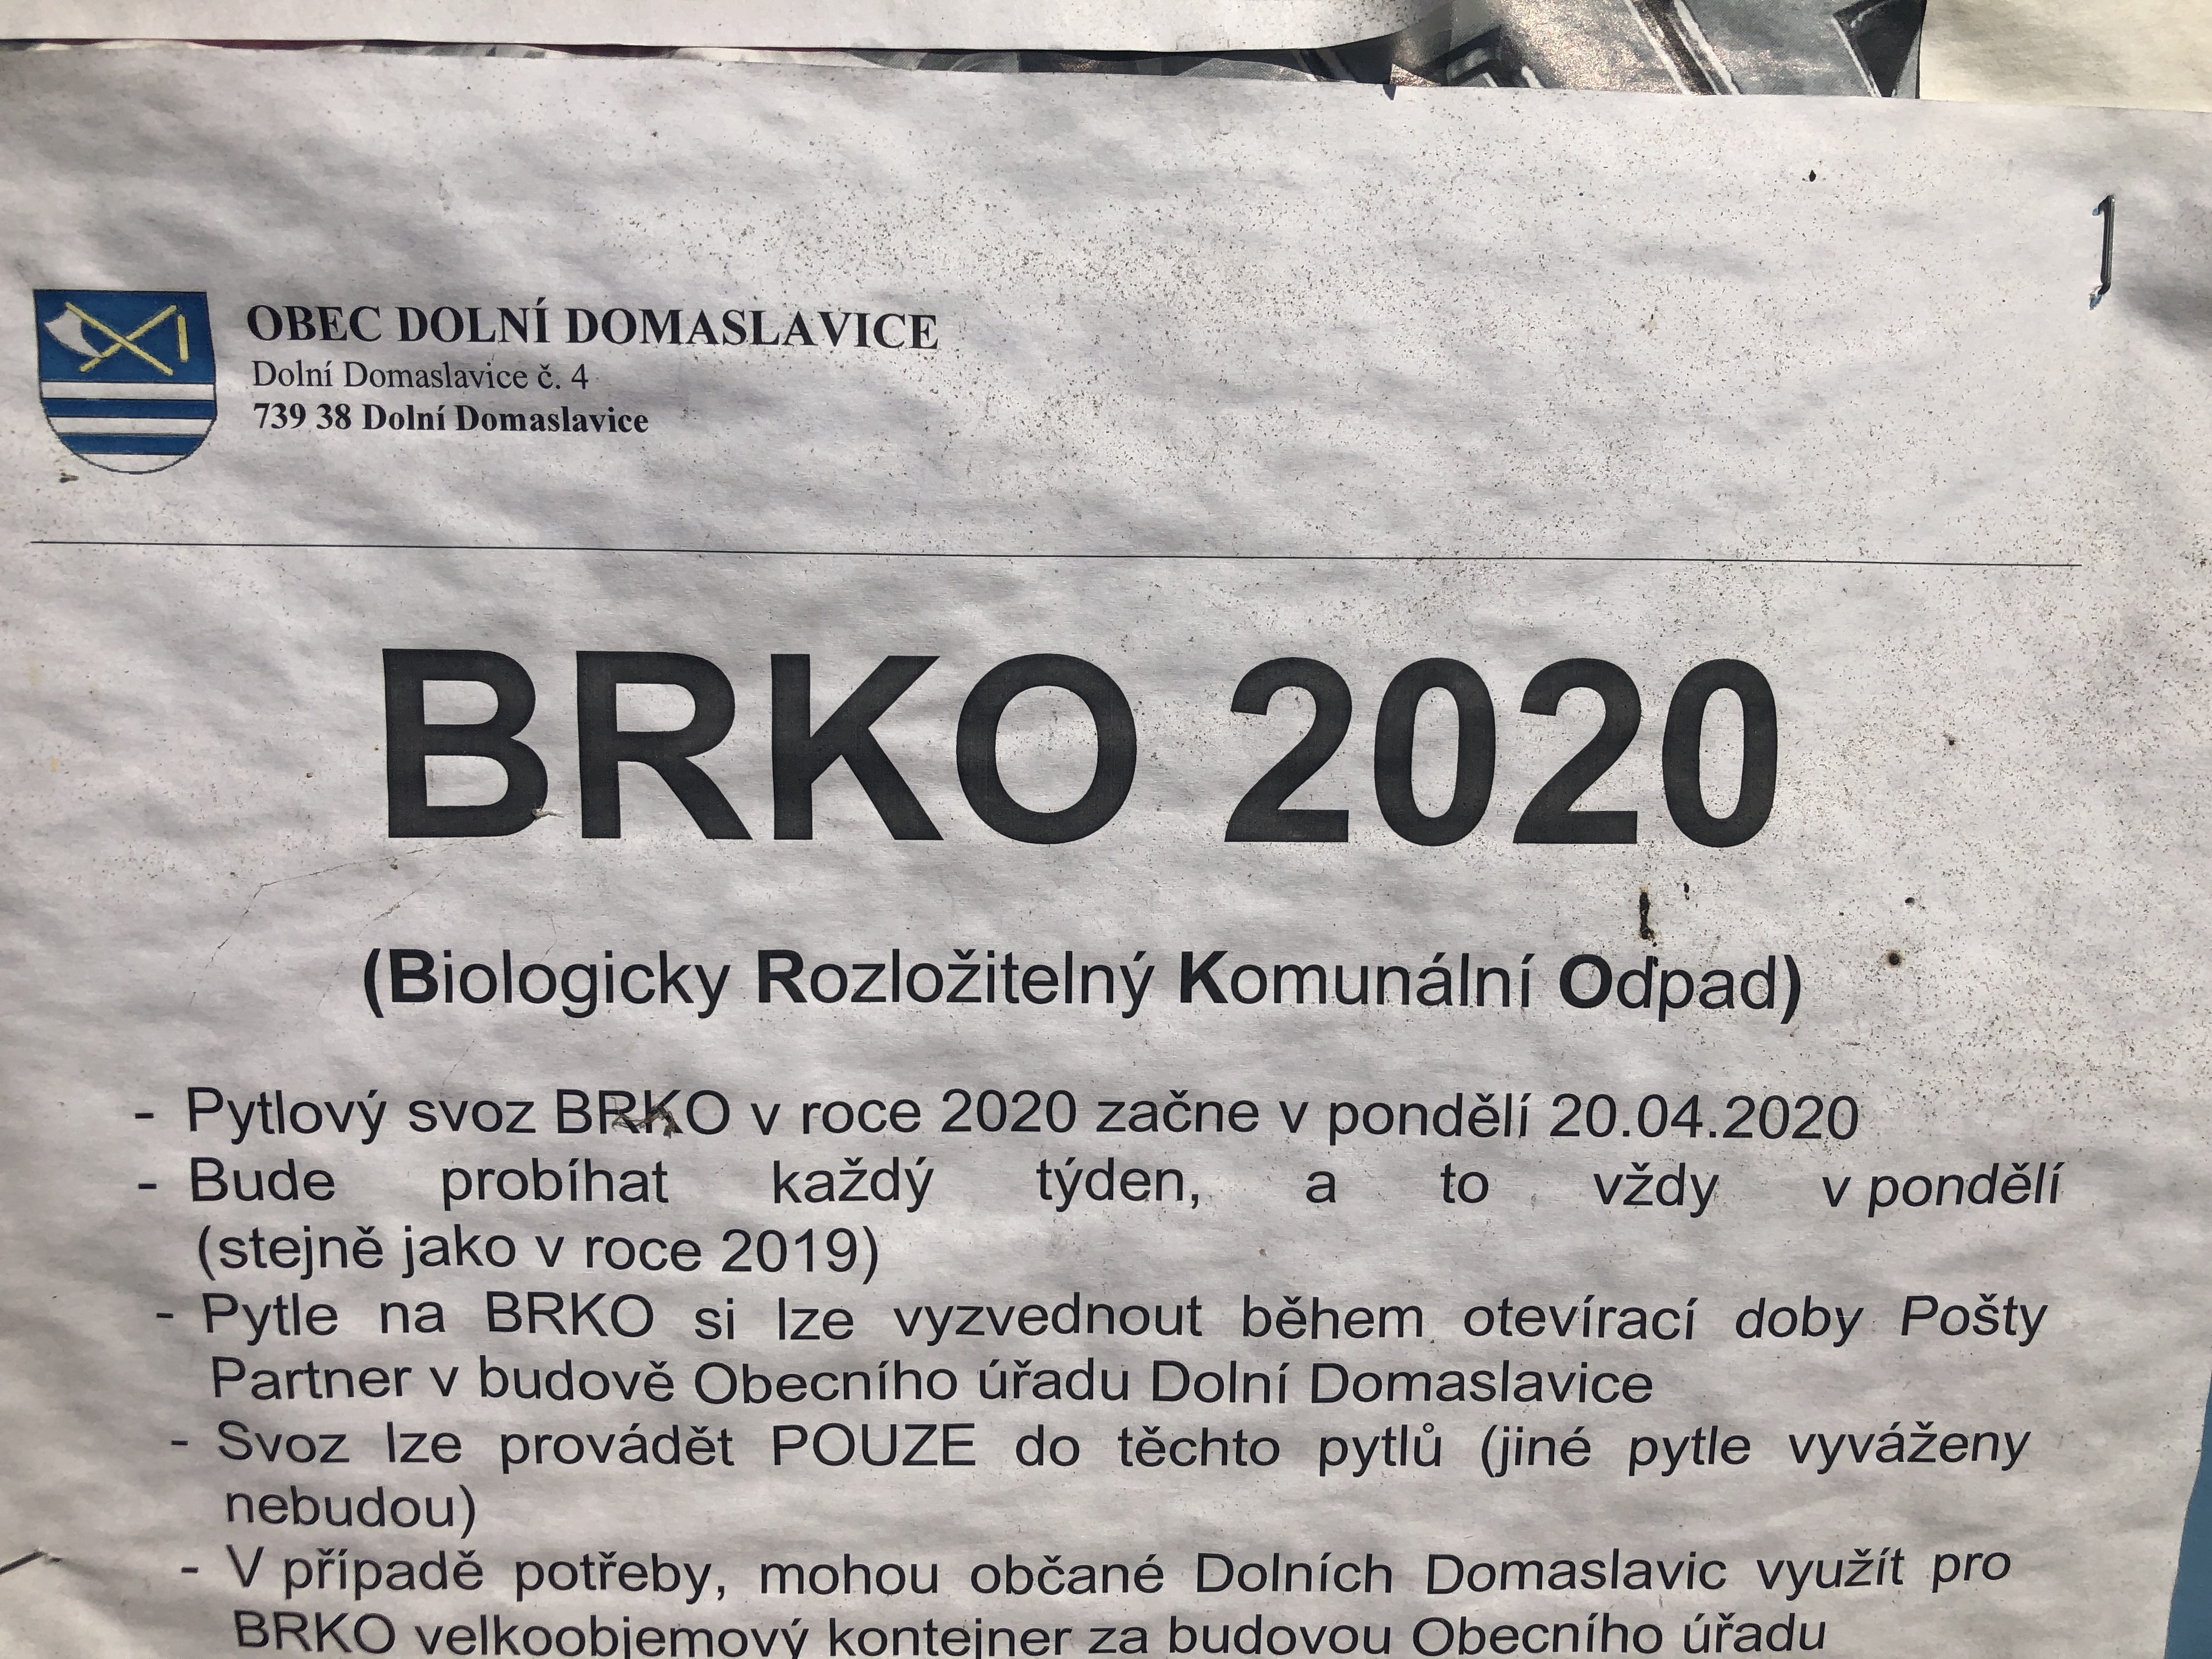 OBEC DOLNÍ DOMASLAVICE
Dolní Domaslavice č. 4
739 38 Dolní Domaslavice
BRKO 2020
(Biologicky Rozložitelný Komunální Odpad)
- Pytlový svoz BRKO v roce 2020 začne v pondělí 20.04.2020
- Bude probíhat každý týden, a to vždy v pondělí
(stejně jako v roce 2019)
- Pytle na BRKO si lze vyzvednout během otevírací doby Pošty
Partner v budově Obecního úřadu Dolní Domaslavice
- Svoz lze provádět POUZE do těchto pytlů (jiné pytle vyváženy
nebudou)
- V případě potřeby, mohou občané Dolních Domaslavic využít pro
BRKO velkoobjemový kontejner za budovou Obecního úřadu